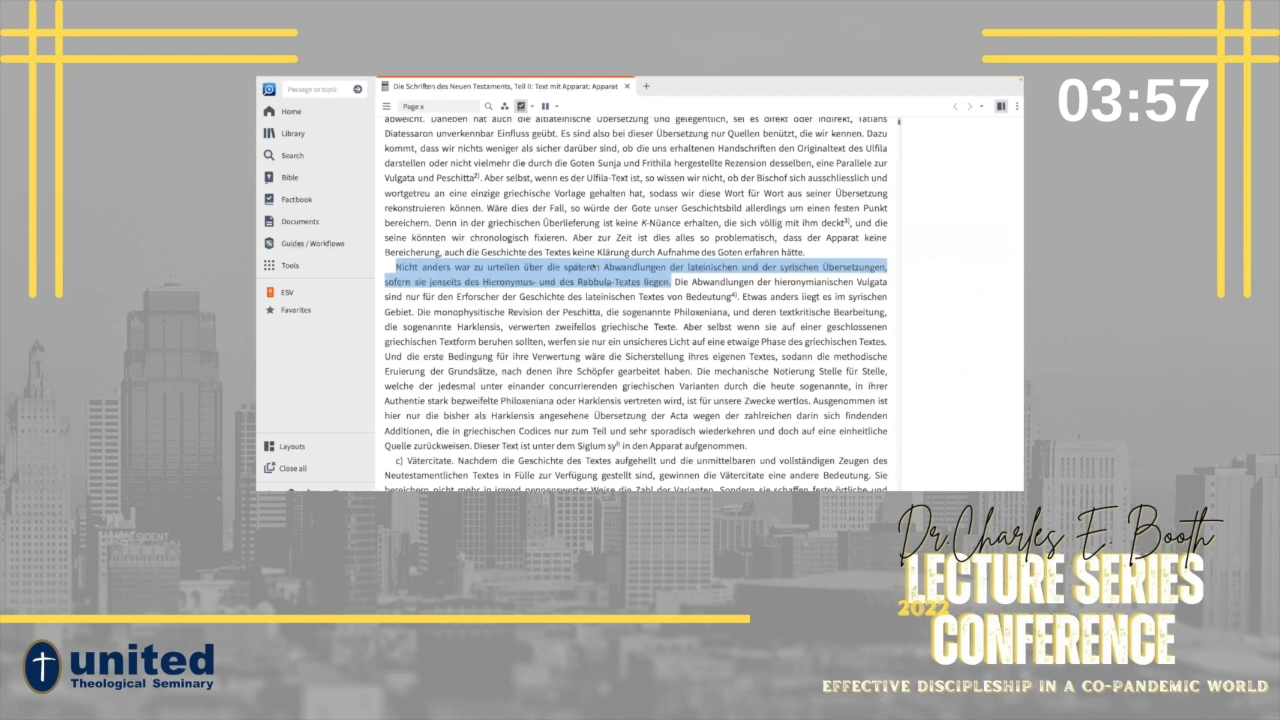 03:57
Passage or topic
Die Schriften des Neuen Testaments, Teil II: Text mit Apparat: Apparat
Page x
Home
Library
Search
Bible
Factbook
Documents
Guides / Workflows
Tools
ESV
Favorites
Layouts
Close all
abweicht. Daneben hat auch die altlateinische Übersetzung und gelegentlich, sei es direkt oder indirekt, Tatians
Diatessaron unverkennbar Einfluss geübt. Es sind also bei dieser Übersetzung nur Quellen benützt, die wir kennen. Dazu
kommt, dass wir nichts weniger als sicher darüber sind, ob die uns erhaltenen Handschriften den Originaltext des Ulfila
darstellen oder nicht vielmehr die durch die Goten Sunja und Frithila hergestellte Rezension desselben, eine Parallele zur
Vulgata und Peschitta2). Aber selbst, wenn es der Ulfila-Text ist, so wissen wir nicht, ob der Bischof sich ausschliesslich und
wortgetreu an eine einzige griechische Vorlage gehalten hat, sodass wir diese Wort für Wort aus seiner Übersetzung
rekonstruieren können. Wäre dies der Fall, so würde der Gote unser Geschichtsbild allerdings um einen festen Punkt
bereichern. Denn in der griechischen Überlieferung ist keine K-Nüance erhalten, die sich völlig mit ihm deckt3), und die
seine könnten wir chronologisch fixieren. Aber zur Zeit ist dies alles so problematisch, dass der Apparat keine
Bereicherung, auch die Geschichte des Textes keine Klärung durch Aufnahme des Goten erfahren hätte.
Nicht anders war zu urteilen über die späteren Abwandlungen der lateinischen und der syrischen Übersetzungen,
sofern sie jenseits des Hieronymus- und des Rabbula-Textes liegen. Die Abwandlungen der hieronymianischen Vulgata
sind nur für den Erforscher der Geschichte des lateinischen Textes von Bedeutung4). Etwas anders liegt es im syrischen
Gebiet. Die monophysitische Revision der Peschitta, die sogenannte Philoxeniana, und deren textkritische Bearbeitung,
die sogenannte Harklensis, verwerten zweifellos griechische Texte. Aber selbst wenn sie auf einer geschlossenen
griechischen Textform beruhen sollten, werfen sie nur ein unsicheres Licht auf eine etwaige Phase des griechischen Textes.
Und die erste Bedingung für ihre Verwertung wäre die Sicherstellung ihres eigenen Textes, sodann die methodische
Eruierung der Grundsätze, nach denen ihre Schöpfer gearbeitet haben. Die mechanische Notierung Stelle für Stelle,
welche der jedesmal unter einander concurrierenden griechischen Varianten durch die heute sogenannte, in ihrer
Authentie stark bezweifelte Philoxeniana oder Harklensis vertreten wird, ist für unsere Zwecke wertlos. Ausgenommen ist
hier nur die bisher als Harklensis angesehene Übersetzung der Acta wegen der zahlreichen darin sich findenden
Additionen, die in griechischen Codices nur zum Teil und sehr sporadisch wiederkehren und doch auf eine einheitliche
Quelle zurückweisen. Dieser Text ist unter dem Siglum syh in den Apparat aufgenommen.
c) Vätercitate. Nachdem die Geschichte des Textes aufgehellt und die unmittelbaren und vollständigen Zeugen des
Neutestamentlichen Textes in Fülle zur Verfügung gestellt sind, gewinnen die Vätercitate eine andere Bedeutung. Sie
bereichern nicht mehr in irgend nennenswerter Weise die Zahl der Varianten. Sondern sie schaffen feste örtliche und
PRESIDENT
Dr. Charles E. Booth
LECTURE SERIES
2022
CONFERENCE
EFFECTIVE DISCIPLESHIP IN A CO-PANDEMIC WORLD
united
Theological Seminary